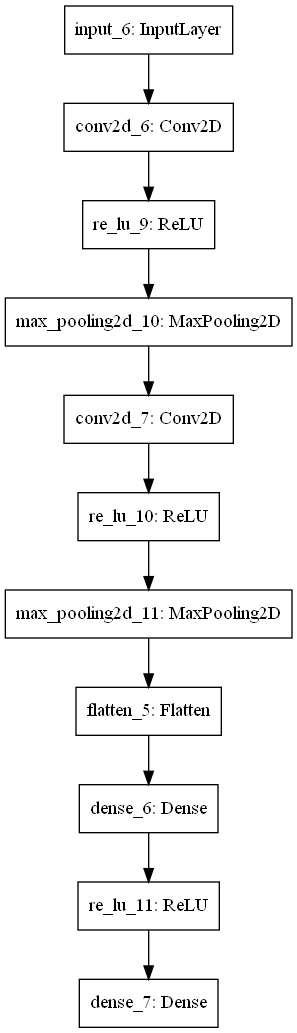 input_6: InputLayer
conv2d_6: Conv2D
re_lu_9: ReLU
max_pooling2d_10: MaxPooling2D
conv2d_7: Conv2D
re_lu_10: ReLU
max_pooling2d_11: MaxPooling2D
flatten_5: Flatten
dense_6: Dense
re_lu_11: ReLU
dense_7: Dense